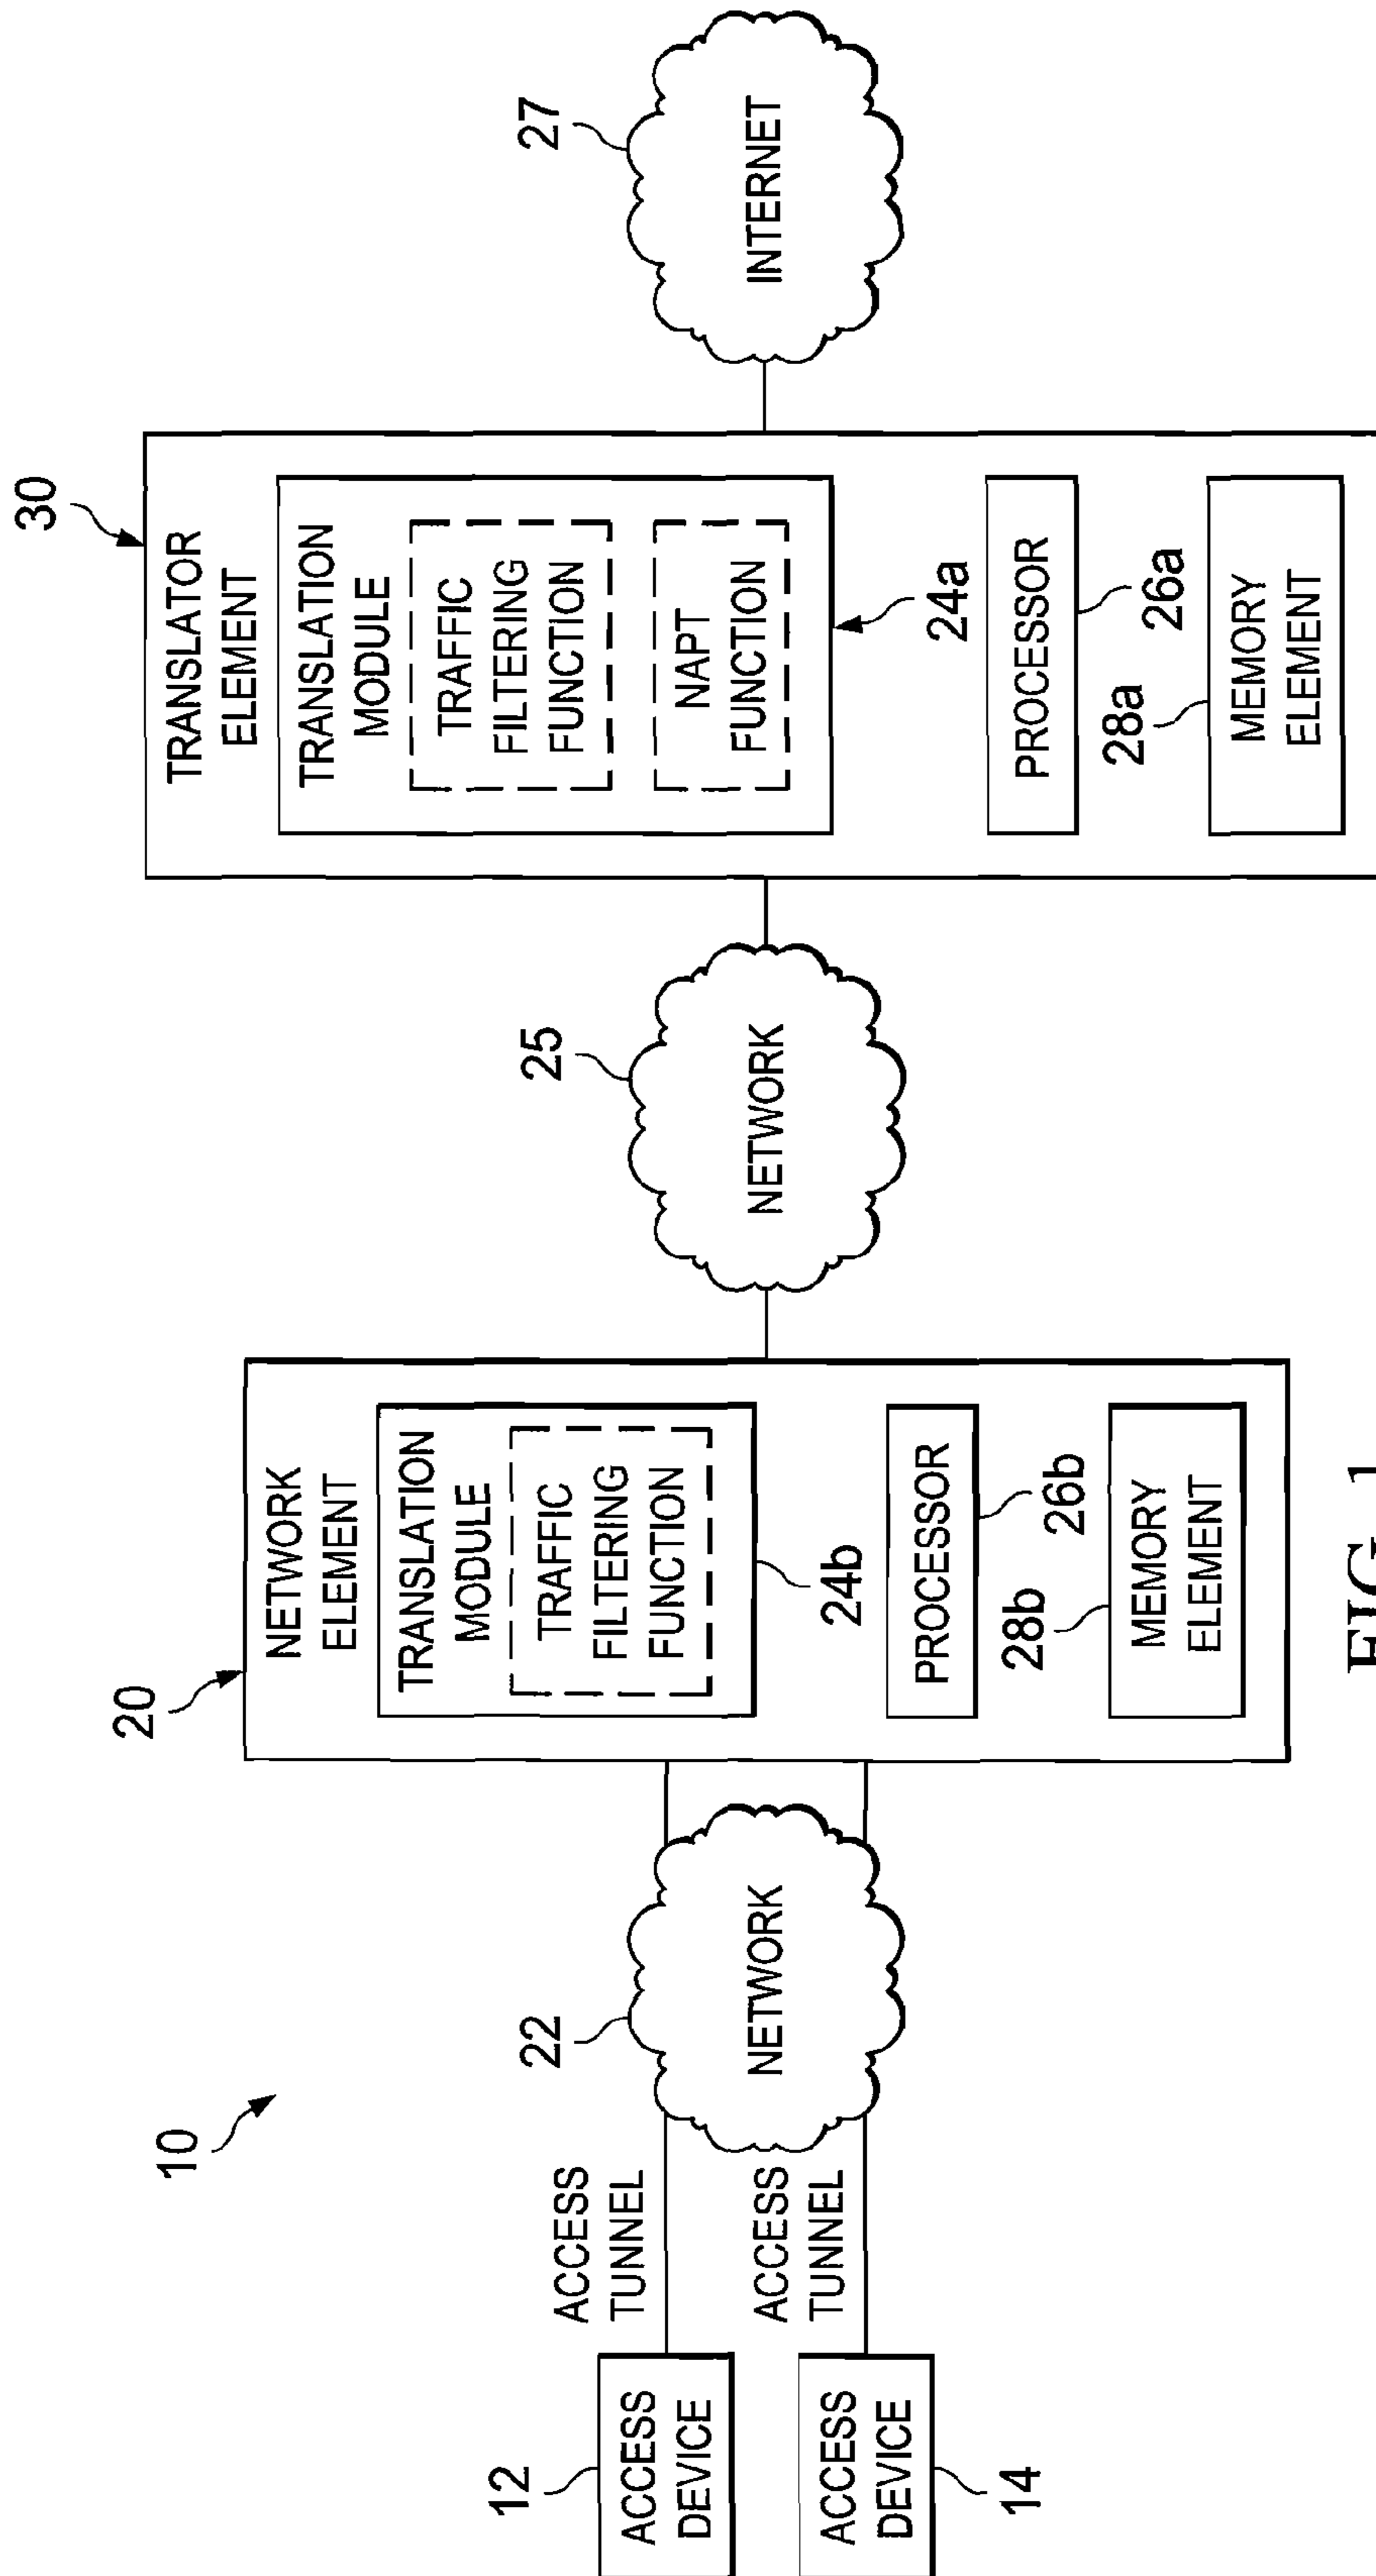 10
12
ACCESS
DEVICE
14
ACCESS
DEVICE
ACCESS
TUNNEL
ACCESS
TUNNEL
22
NETWORK
20
NETWORK
ELEMENT
TRANSLATION
MODULE
TRAFFIC
FILTERING
FUNCTION
24b
PROCESSOR
26b
28b
MEMORY
ELEMENT
25
NETWORK
30
TRANSLATOR
ELEMENT
TRANSLATION
MODULE
TRAFFIC
FILTERING
FUNCTION
NAPT
FUNCTION
24a
PROCESSOR
26a
28a
MEMORY
ELEMENT
27
INTERNET
FIG. 1